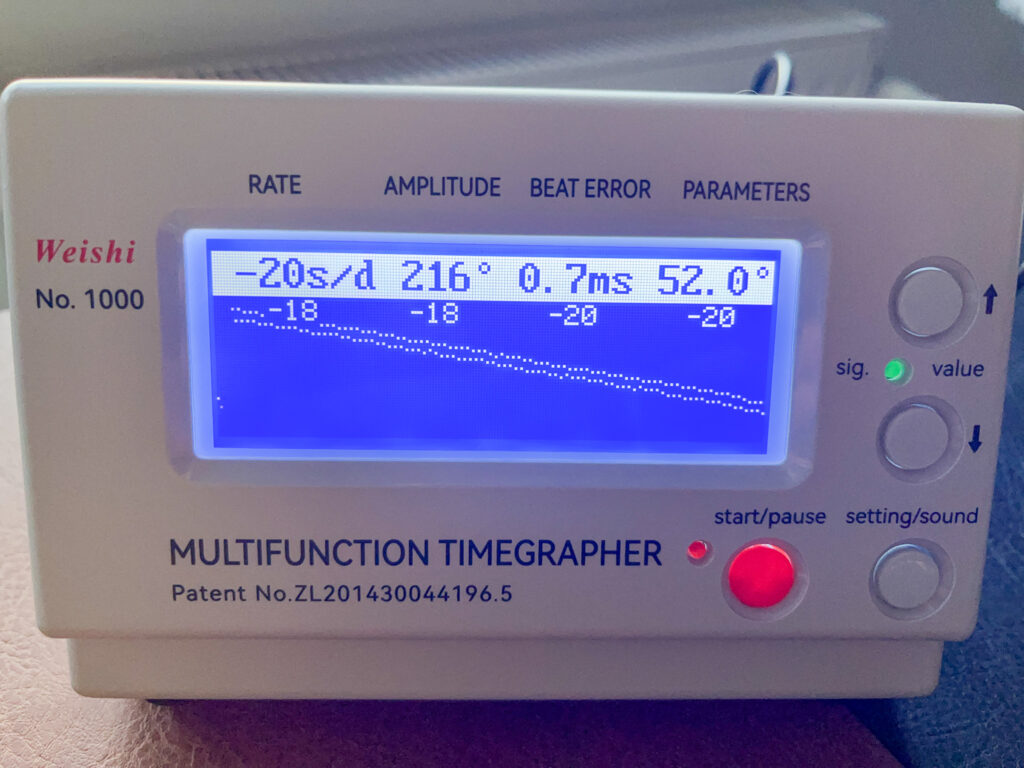 RATE AMPLITUDE BEAT ERROR PARAMETERS
Weishi
No. 1000
-20s/d 216° 0.7ms 52.0°
-18 -18 -20 -20
sig. value
start/pause setting/sound
MULTIFUNCTION TIMEGRAPHER
Patent No.ZL201430044196.5